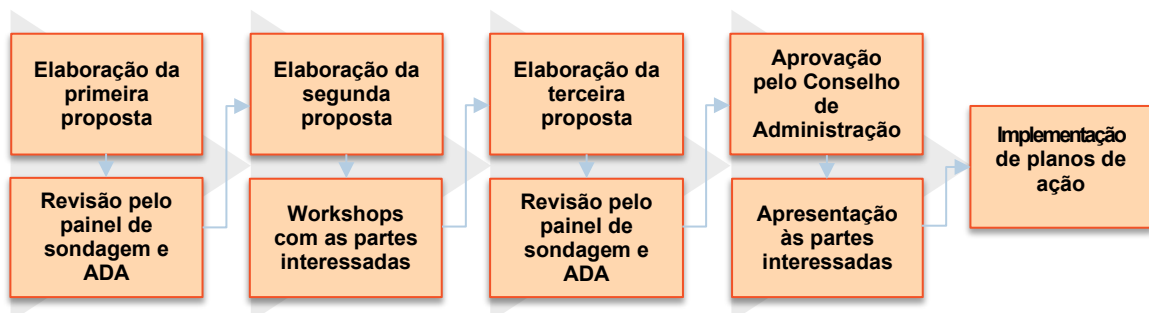 Elaboração da
primeira
proposta
Revisão pelo
painel de
sondagem e
ADA
Elaboração da
segunda
proposta
Workshops
com as partes
interessadas
Elaboração da
terceira
proposta
Revisão pelo
painel de
sondagem e
ADA
Aprovação
pelo Conselho
de
Administração
Apresentação
às partes
interessadas
Implementação
de planos de
ação